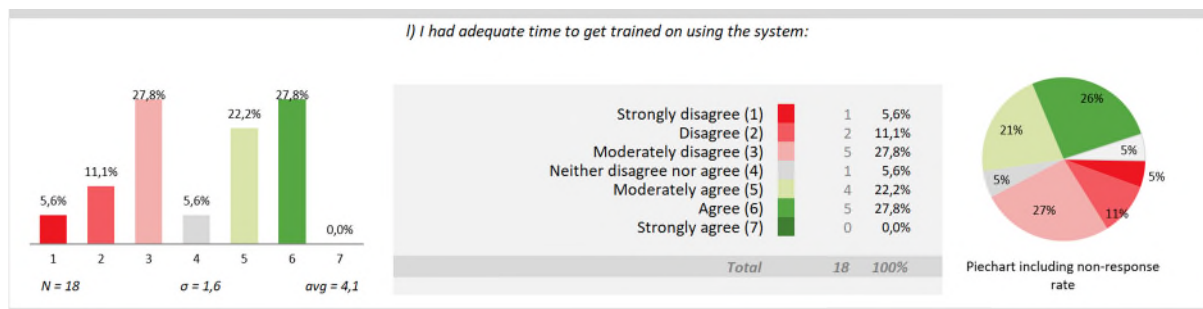 l) I had adequate time to get trained on using the system:
27,8%
27,8%
22,2%
11,1%
5,6%
5,6%
0,0%
1 2 3 4 5 6 7
N = 18 σ = 1,6 avg = 4,1
Strongly disagree (1) 1 5,6%
Disagree (2) 2 11,1%
Moderately disagree (3) 5 27,8%
Neither disagree nor agree (4) 1 5,6%
Moderately agree (5) 4 22,2%
Agree (6) 5 27,8%
Strongly agree (7) 0 0,0%
Total 18 100%
26%
21%
5%
5%
5%
27%
11%
Piechart including non-response
rate